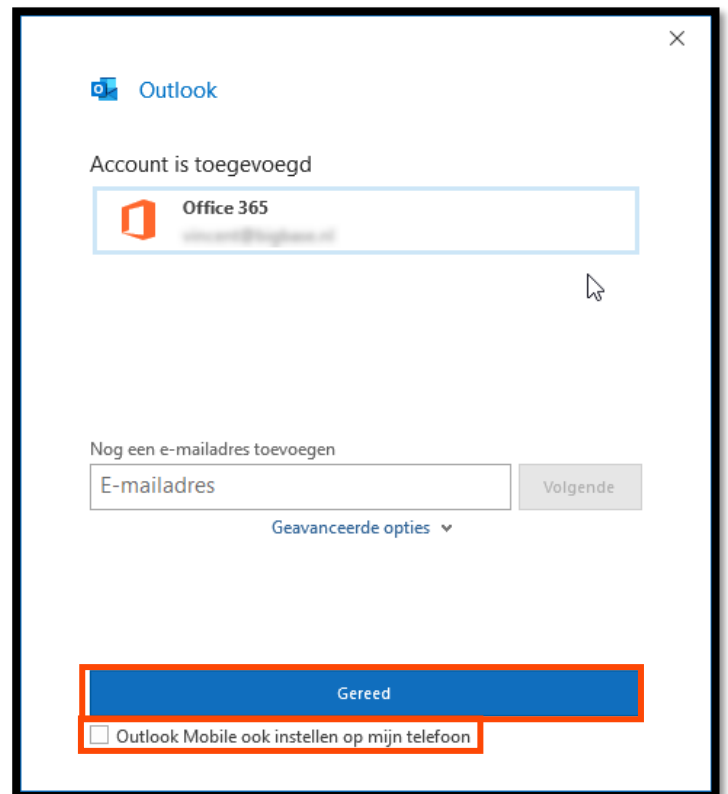 Outlook
Account is toegevoegd
Office 365
Nog een e-mailadres toevoegen
E-mailadres
Volgende
Geavanceerde opties
Gereed
Outlook Mobile ook instellen op mijn telefoon